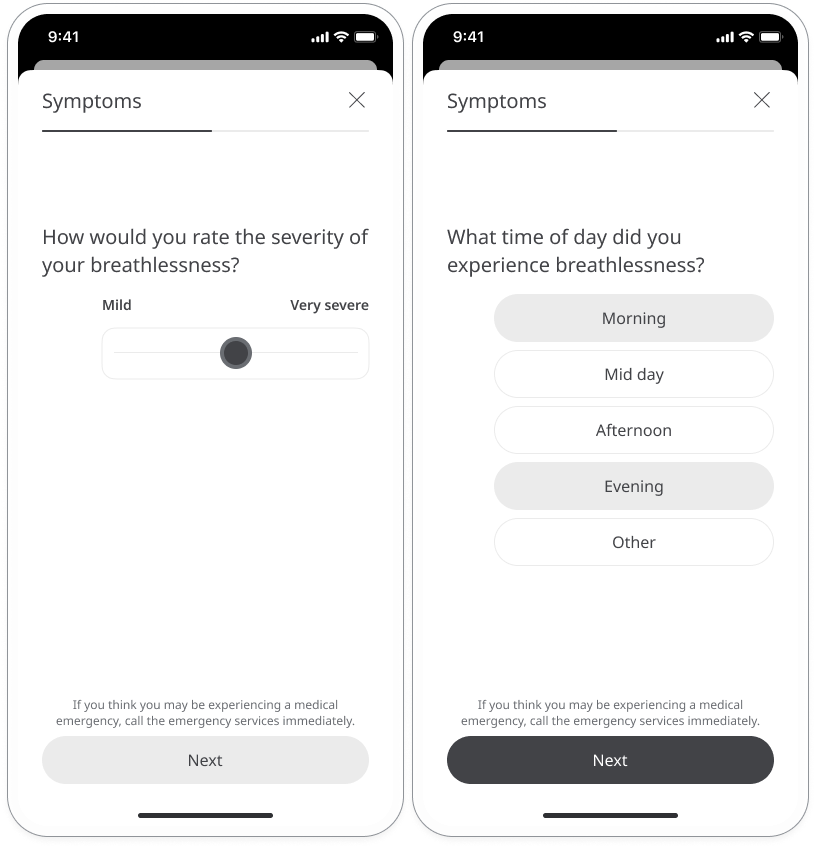 9:41
Symptoms
How would you rate the severity of
your breathlessness?
Mild Very severe
If you think you may be experiencing a medical
emergency, call the emergency services immediately.
Next
9:41
Symptoms
What time of day did you
experience breathlessness?
Morning
Mid day
Afternoon
Evening
Other
If you think you may be experiencing a medical
emergency, call the emergency services immediately.
Next